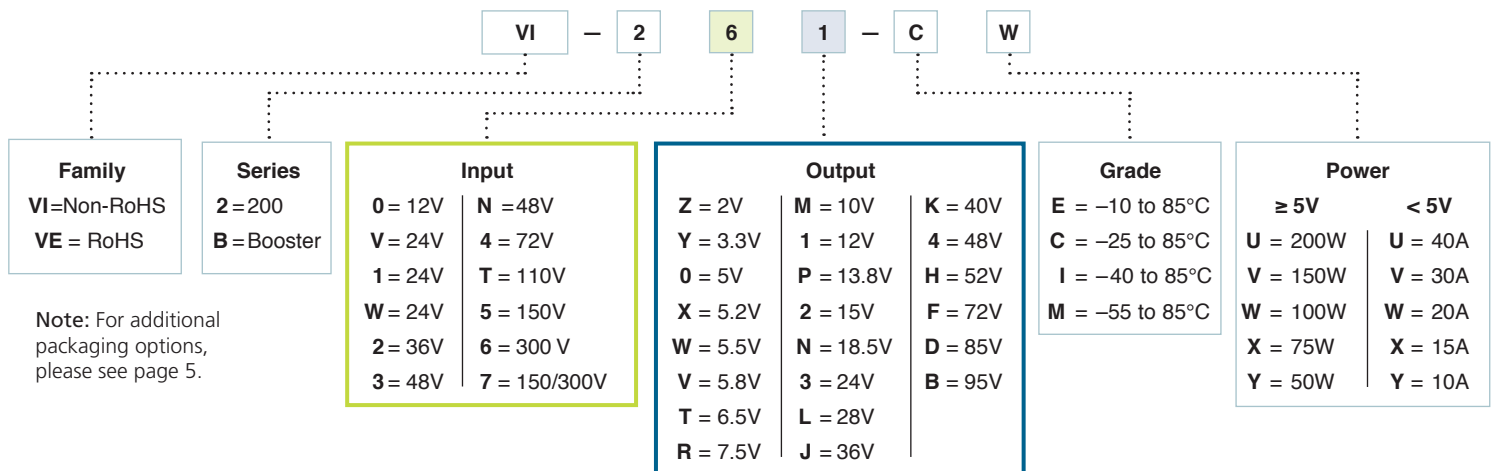 VI – 2 6 1 – C W
Family
VI=Non-RoHS
VE = RoHS
Series
2 = 200
B = Booster
Input
0 = 12V
V = 24V
1 = 24V
W = 24V
2 = 36V
3 = 48V
N =48V
4 = 72V
T = 110V
5 = 150V
6 = 300 V
7 = 150/300V
Output
Z = 2V
Y = 3.3V
0 = 5V
X = 5.2V
W = 5.5V
V = 5.8V
T = 6.5V
R = 7.5V
M = 10V
1 = 12V
P = 13.8V
2 = 15V
N = 18.5V
3 = 24V
L = 28V
J = 36V
K = 40V
4 = 48V
H = 52V
F = 72V
D = 85V
B = 95V
Grade
E = –10 to 85°C
C = –25 to 85°C
I = –40 to 85°C
M = –55 to 85°C
Power
≥ 5V
U = 200W
V = 150W
W = 100W
X = 75W
Y = 50W
< 5V
U = 40A
V = 30A
W = 20A
X = 15A
Y = 10A
Note: For additional
packaging options,
please see page 5.